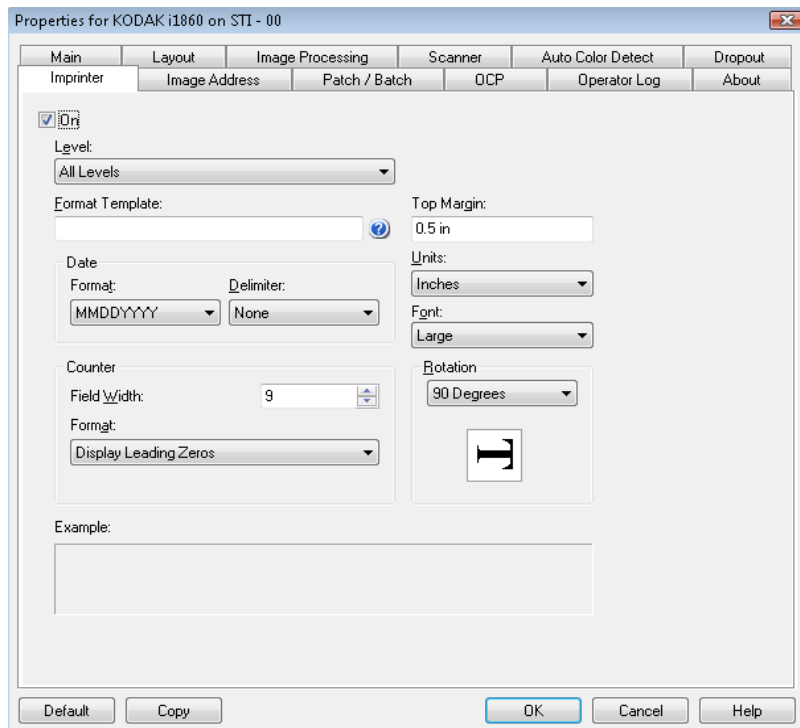 Properties for KODAK i1860 on STI - 00
Main Layout Image Processing Scanner Auto Color Detect Dropout
Imprinter Image Address Patch / Batch OCP Operator Log About
On
Level:
All Levels
Format Template: Top Margin:
0.5 in
Date Units:
Format: Delimiter: Inches
MMDDYYYY None Font:
Large
Counter Rotation
Field Width: 9 90 Degrees
Format:
Display Leading Zeros
T
Example:
Default Copy OK Cancel Help